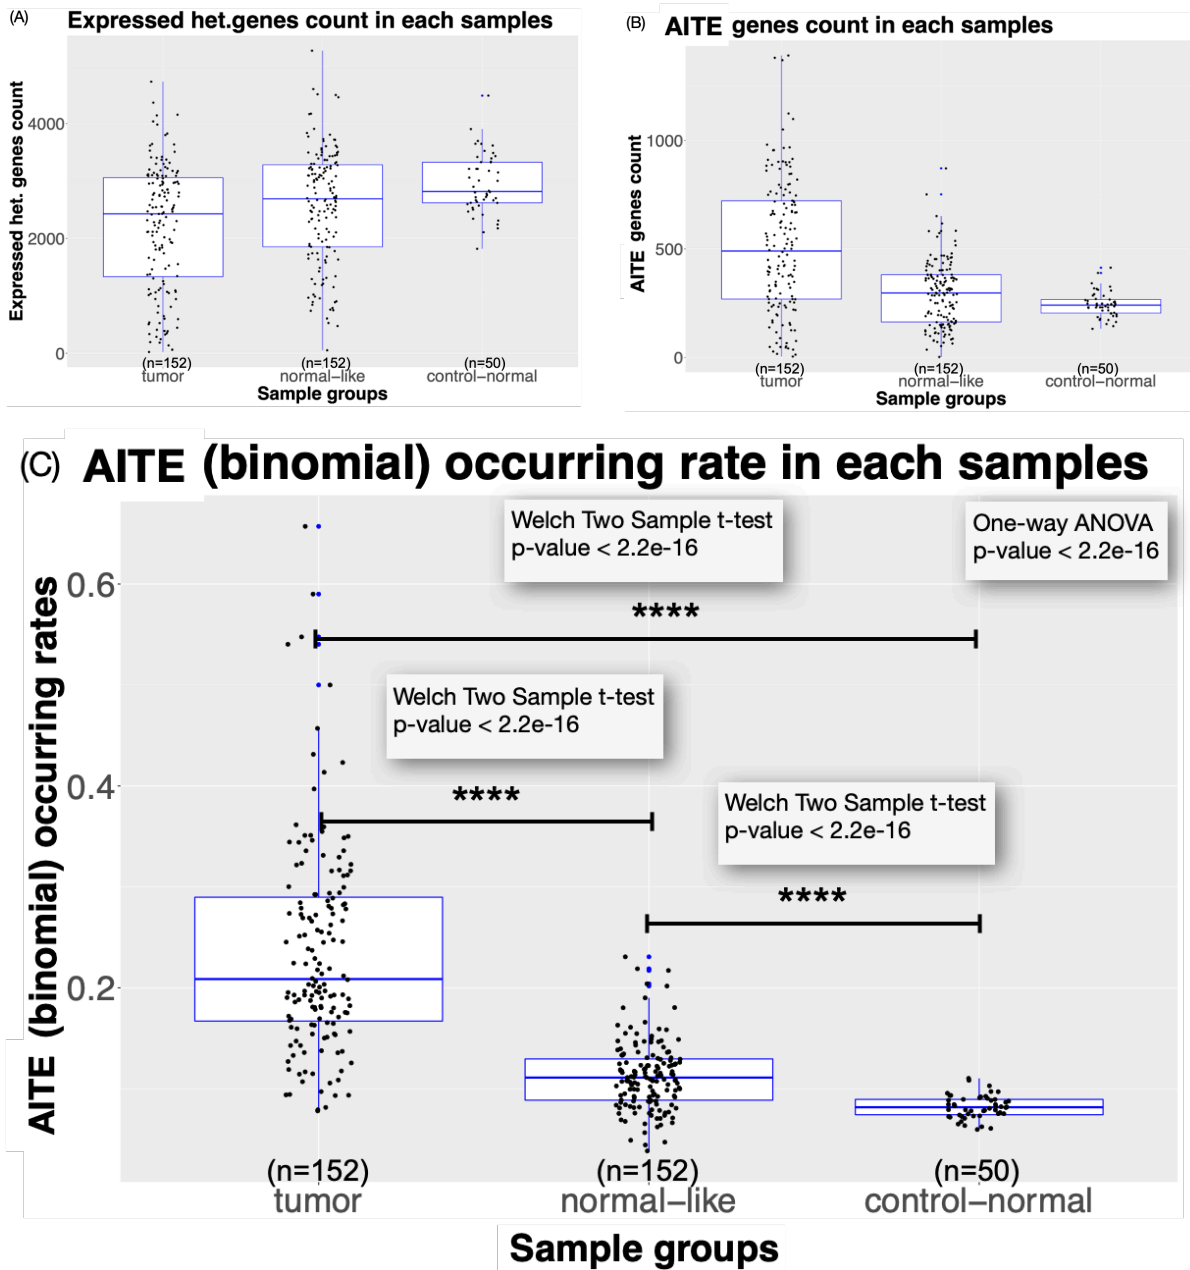 (A) Expressed het.genes count in each samples
Expressed het. genes count
4000
2000
0
(n=152) (n=152) (n=50)
tumor normal–like control–normal
Sample groups
(B) AITE genes count in each samples
AITE genes count
1000
500
0
(n=152) (n=152) (n=50)
tumor normal–like control–normal
Sample groups
(C) AITE (binomial) occurring rate in each samples
AITE (binomial) occurring rates
0.6
0.4
0.2
Welch Two Sample t-test
p-value < 2.2e-16
****
One-way ANOVA
p-value < 2.2e-16
Welch Two Sample t-test
p-value < 2.2e-16
****
Welch Two Sample t-test
p-value < 2.2e-16
****
(n=152) (n=152) (n=50)
tumor normal–like control–normal
Sample groups